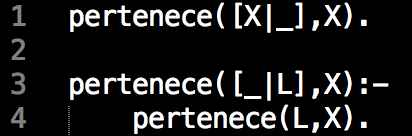 1 pertenece([X|_],X).
2
3 pertenece([_|L],X):-
4 pertenece(L,X).